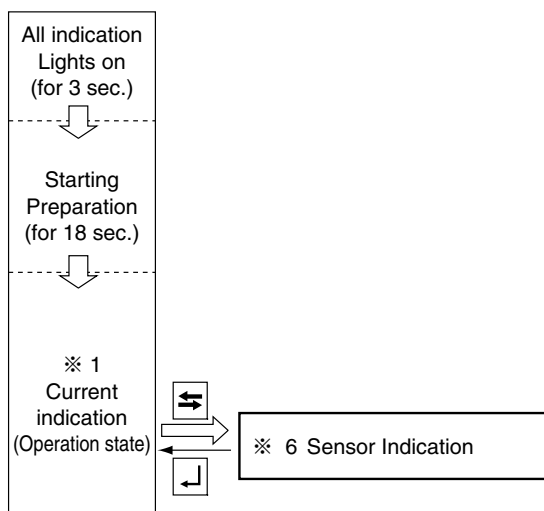 All indication
Lights on
(for 3 sec.)
Starting
Preparation
(for 18 sec.)
※ 1
Current
indication
(Operation state)
※ 6 Sensor Indication